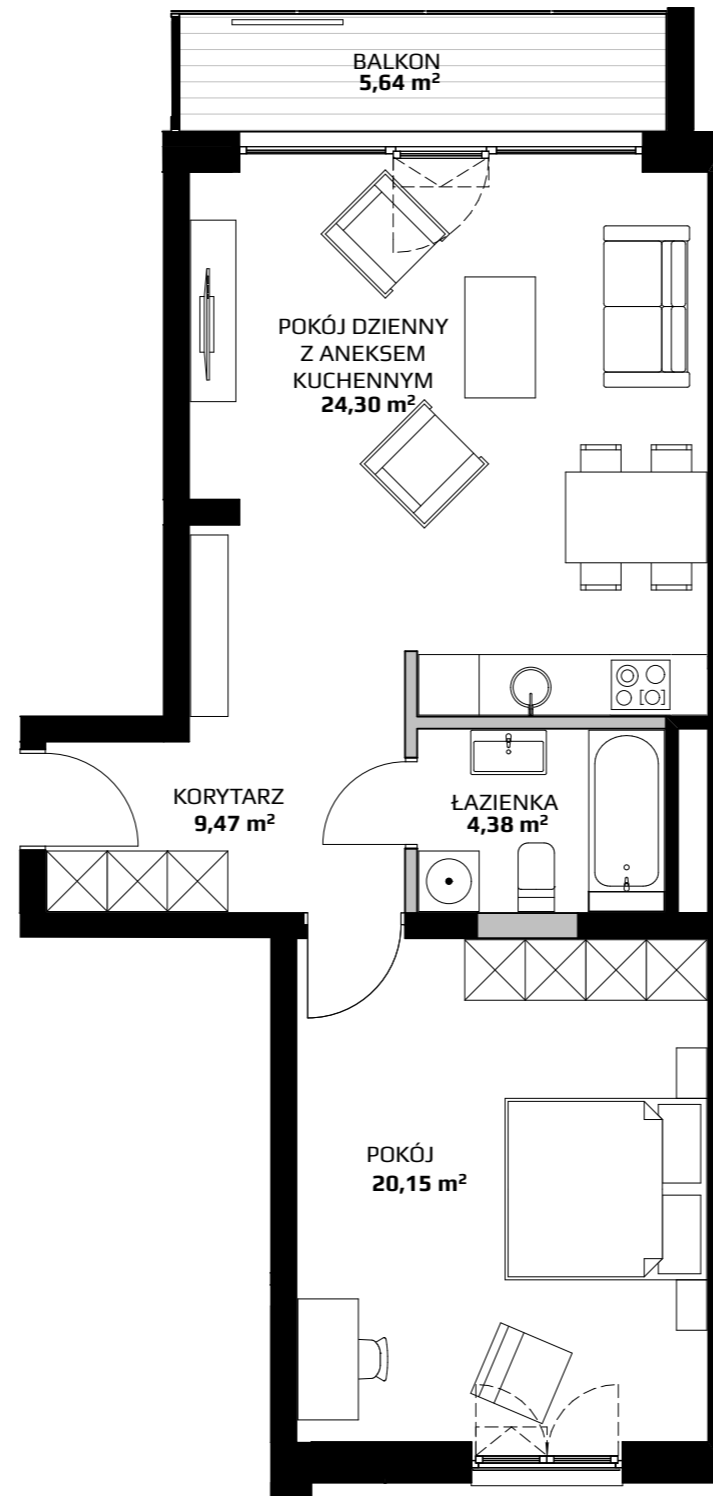 BALKON
5,64 m²
POKÓJ DZIENNY
Z ANEKSEM
KUCHENNYM
24,30 m²
KORYTARZ
9,47 m²
ŁAZIENKA
4,38 m²
POKÓJ
20,15 m²